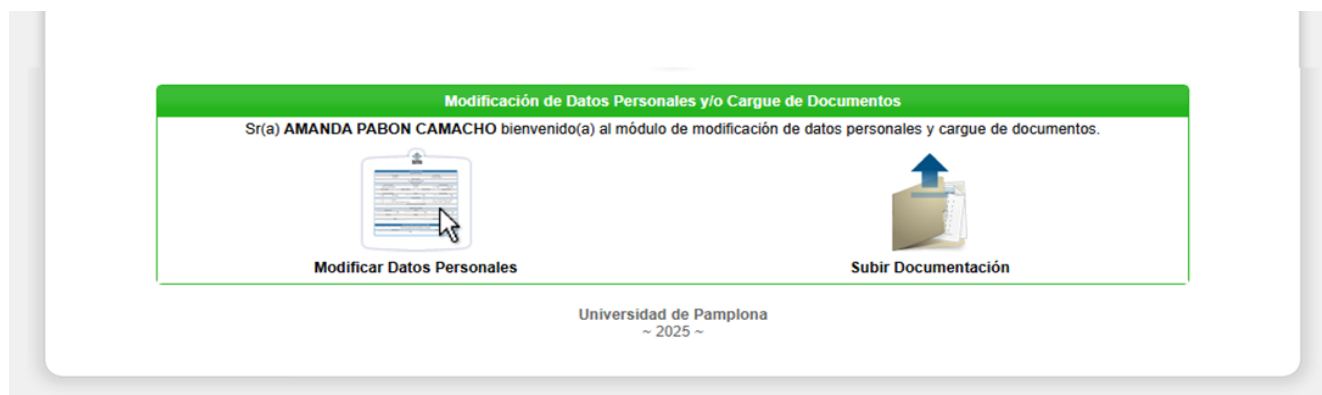 Modificación de Datos Personales y/o Cargue de Documentos
Sr(a) AMANDA PABON CAMACHO bienvenido(a) al módulo de modificación de datos personales y cargue de documentos.
Modificar Datos Personales
Subir Documentación
Universidad de Pamplona
~ 2025 ~